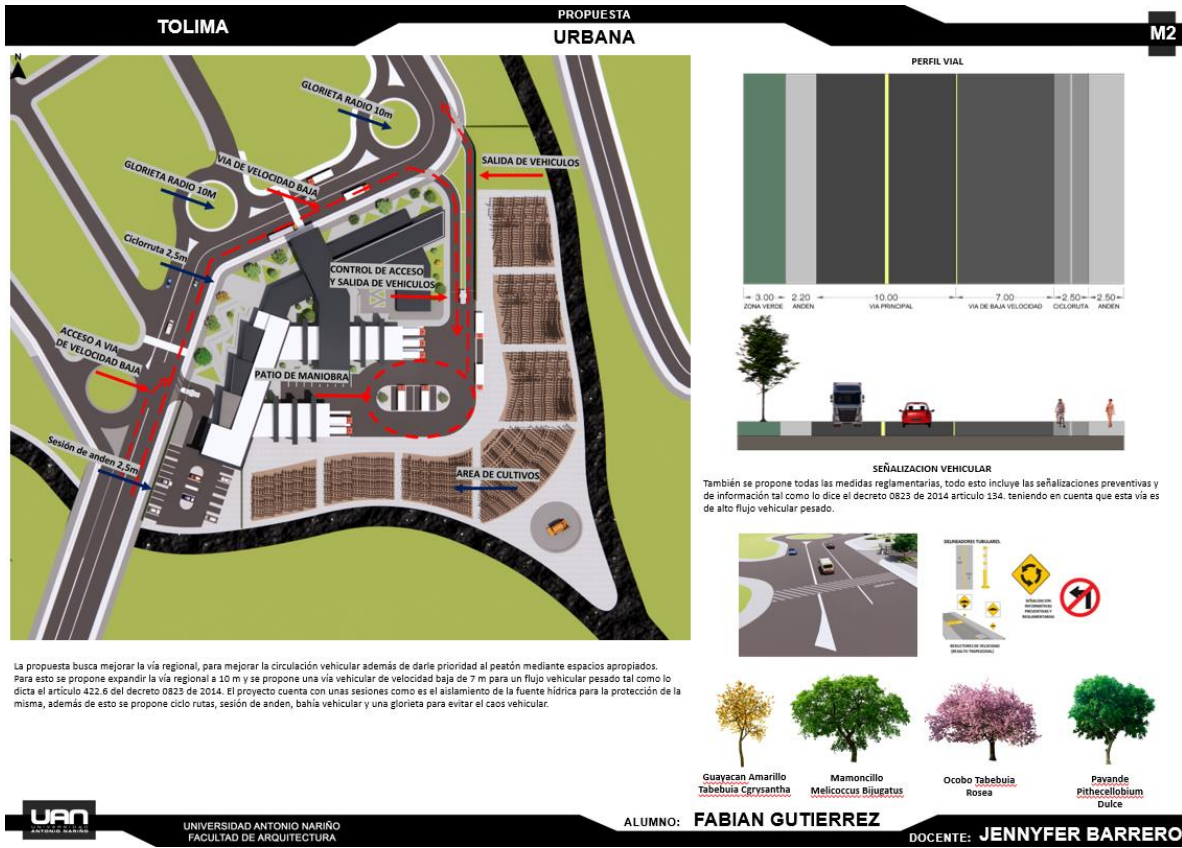 TOLIMA
PROPUESTA
URBANA
M2
N
GLORIETA RADIO 10m
GLORIETA RADIO 10M
VIA DE VELOCIDAD BAJA
SALIDA DE VEHICULOS
Ciclorruta 2,5m
CONTROL DE ACCESO
Y SALIDA DE VEHICULOS
ACCESO A VIA
DE VELOCIDAD BAJA
PATIO DE MANIOBRA
Sesión de anden 2,5m
AREA DE CULTIVOS
La propuesta busca mejorar la vía regional, para mejorar la circulación vehicular además de darle prioridad al peatón mediante espacios apropiados.
Para esto se propone expandir la vía regional a 10 m y se propone una vía vehicular de velocidad baja de 7 m para un flujo vehicular pesado tal como lo
dicta el artículo 422.6 del decreto 0823 de 2014. El proyecto cuenta con unas sesiones como es el aislamiento de la fuente hídrica para la protección de la
misma, además de esto se propone ciclo rutas, sesión de anden, bahía vehicular y una glorieta para evitar el caos vehicular.
PERFIL VIAL
3.00 2.20 10.00 7.00 2.50 2.50
ZONA VERDE ANDEN VIA PRINCIPAL VIA DE BAJA VELOCIDAD CICLORUTA ANDEN
SEÑALIZACION VEHICULAR
También se propone todas las medidas reglamentarias, todo esto incluye las señalizaciones preventivas y
de información tal como lo dice el decreto 0823 de 2014 articulo 134. teniendo en cuenta que esta vía es
de alto flujo vehicular pesado.
DELINEADORES TUBULARES.
SEÑALIZACION
INFORMATIVAS
PREVENTIVAS Y
REGLAMENTARIAS
REDUCTORES DE VELOCIDAD
(RESALTO TRAPEZOIDAL)
Guayacan Amarillo
Tabebuia Cgrysantha
Mamoncillo
Melicoccus Bijugatus
Ocobo Tabebuia
Rosea
Payande
Pithecellobium
Dulce
UAN
UNIVERSIDAD
ANTONIO NARIÑO
UNIVERSIDAD ANTONIO NARIÑO
FACULTAD DE ARQUITECTURA
ALUMNO: FABIAN GUTIERREZ
DOCENTE: JENNYFER BARRERO